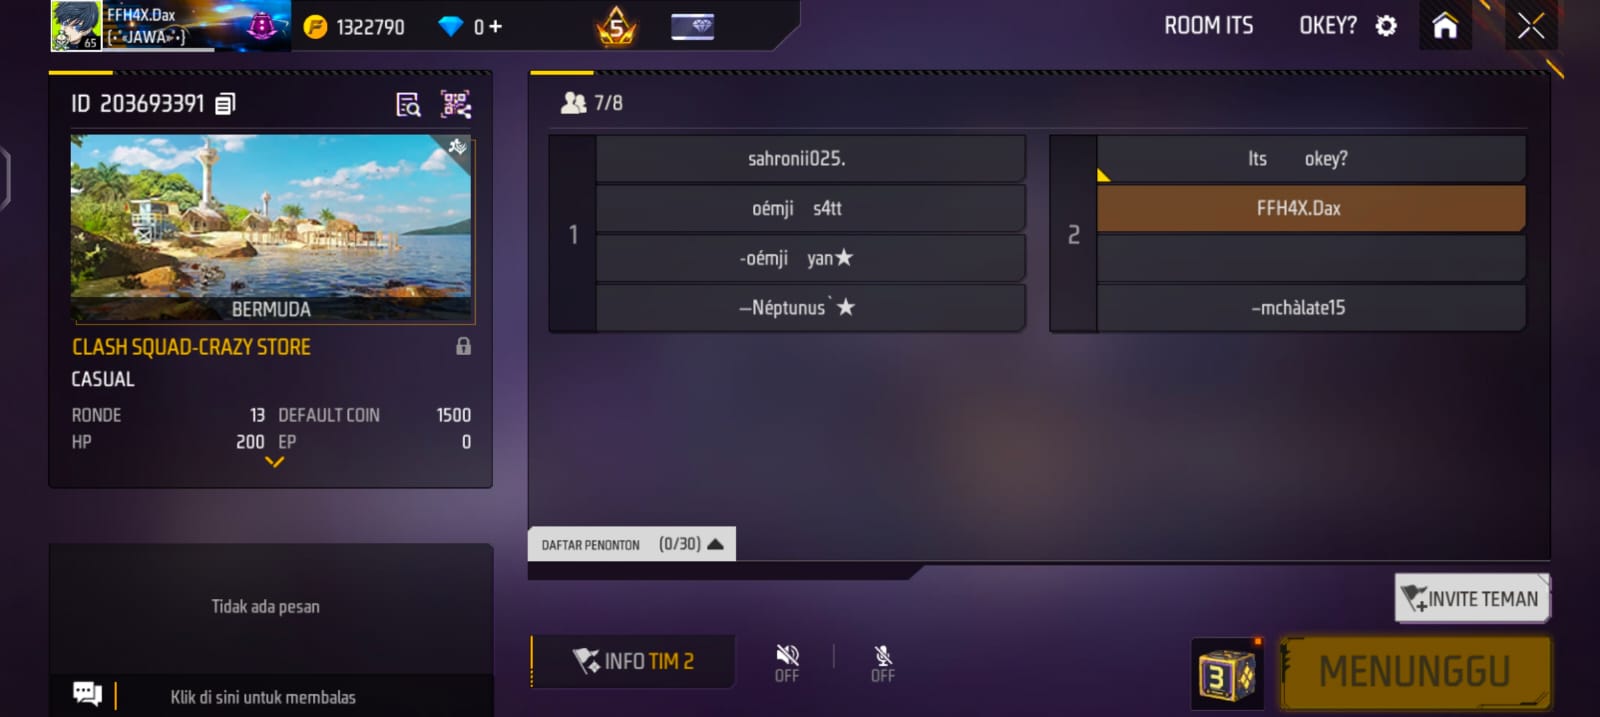 FFH4X.Dax
65
{·`«JAWA»·}
1322790
0+
5
ROOM ITS OKEY?
ID 203693391
BERMUDA
CLASH SQUAD-CRAZY STORE
CASUAL
RONDE 13 DEFAULT COIN 1500
HP 200 EP 0
7/8
1
sahronii025.
oémji s4tt
-oémji yan★
—Néptunus`★
2
Its okey?
FFH4X.Dax
–mchàlate15
DAFTAR PENONTON (0/30)
Tidak ada pesan
Klik di sini untuk membalas
INVITE TEMAN
INFO TIM 2
OFF
OFF
3
MENUNGGU